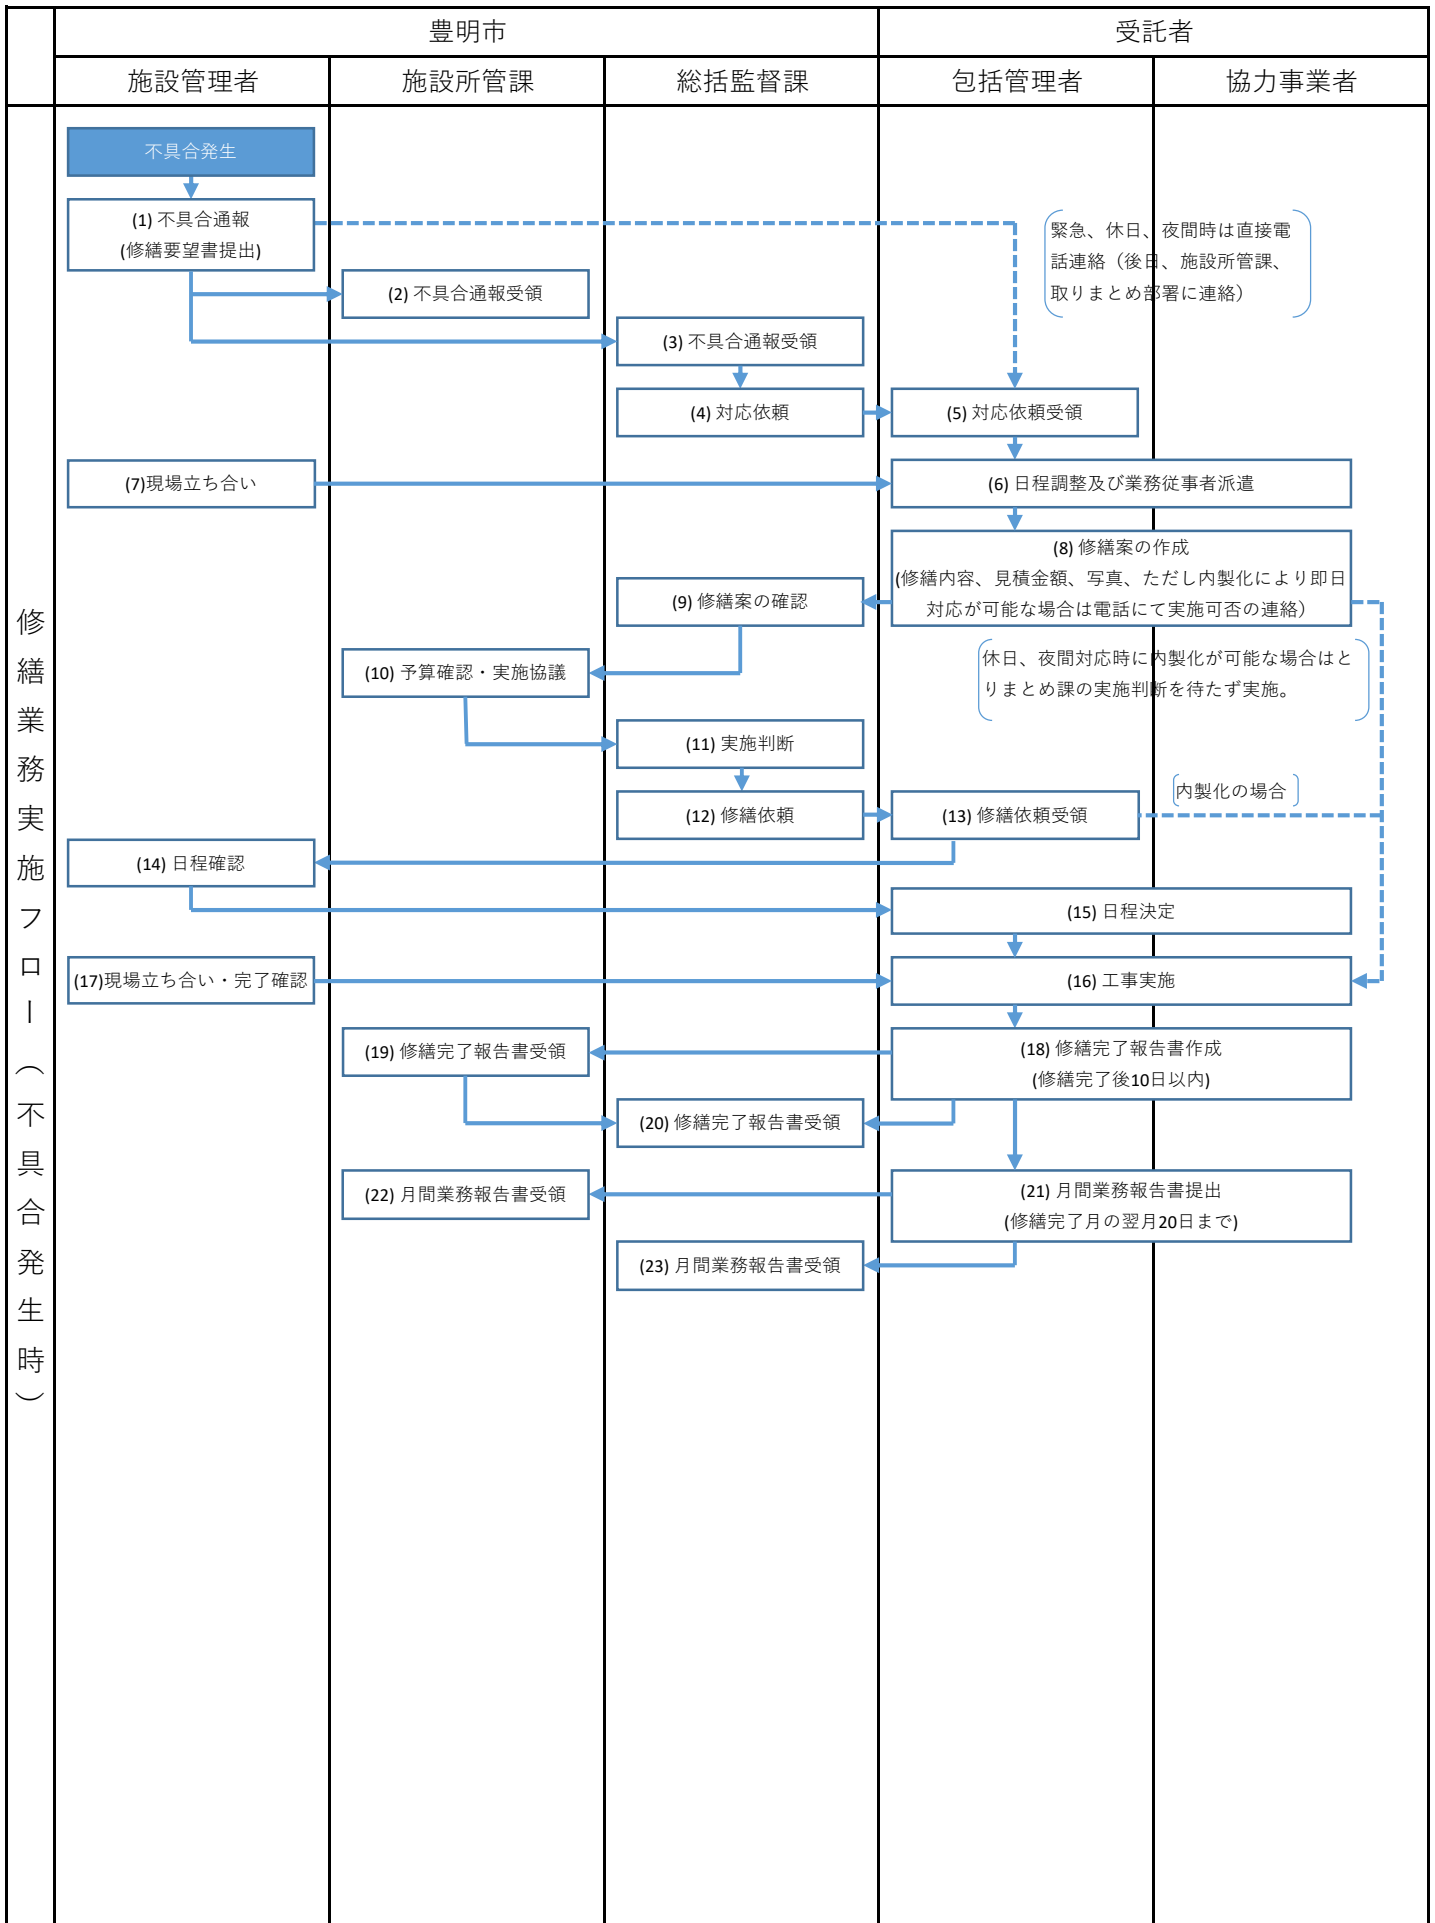 豊明市
受託者
施設管理者
施設所管課
総括監督課
包括管理者
協力事業者
修繕業務実施フロー（不具合発生時）
不具合発生
(1) 不具合通報
(修繕要望書提出)
緊急、休日、夜間時は直接電
話連絡（後日、施設所管課、
取りまとめ部署に連絡）
(2) 不具合通報受領
(3) 不具合通報受領
(4) 対応依頼
(5) 対応依頼受領
(7)現場立ち合い
(6) 日程調整及び業務従事者派遣
(8) 修繕案の作成
(修繕内容、見積金額、写真、ただし内製化により即日
対応が可能な場合は電話にて実施可否の連絡）
(9) 修繕案の確認
(10) 予算確認・実施協議
休日、夜間対応時に内製化が可能な場合はと
りまとめ課の実施判断を待たず実施。
(11) 実施判断
内製化の場合
(12) 修繕依頼
(13) 修繕依頼受領
(14) 日程確認
(15) 日程決定
(17)現場立ち合い・完了確認
(16) 工事実施
(19) 修繕完了報告書受領
(18) 修繕完了報告書作成
(修繕完了後10日以内)
(20) 修繕完了報告書受領
(22) 月間業務報告書受領
(21) 月間業務報告書提出
(修繕完了月の翌月20日まで)
(23) 月間業務報告書受領